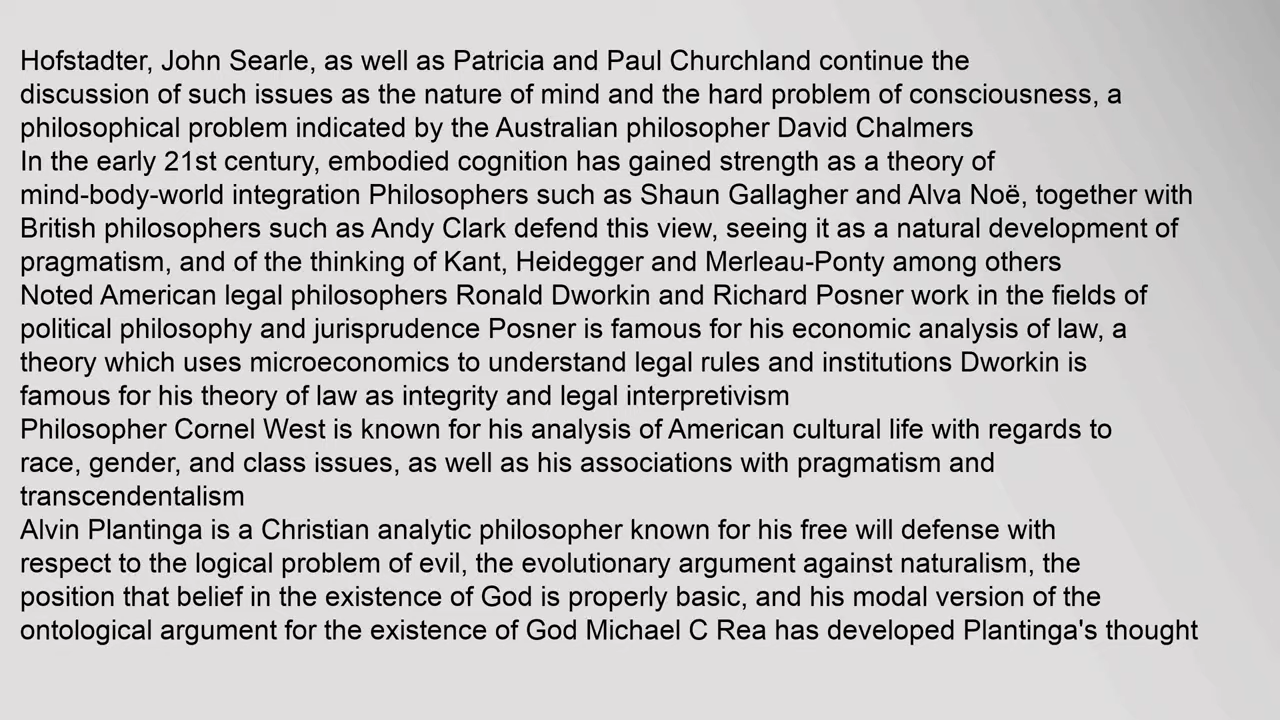 Hofstadter, John Searle, as well as Patricia and Paul Churchland continue the
discussion of such issues as the nature of mind and the hard problem of consciousness, a
philosophical problem indicated by the Australian philosopher David Chalmers
In the early 21st century, embodied cognition has gained strength as a theory of
mind-body-world integration Philosophers such as Shaun Gallagher and Alva Noë, together with
British philosophers such as Andy Clark defend this view, seeing it as a natural development of
pragmatism, and of the thinking of Kant, Heidegger and Merleau-Ponty among others
Noted American legal philosophers Ronald Dworkin and Richard Posner work in the fields of
political philosophy and jurisprudence Posner is famous for his economic analysis of law, a
theory which uses microeconomics to understand legal rules and institutions Dworkin is
famous for his theory of law as integrity and legal interpretivism
Philosopher Cornel West is known for his analysis of American cultural life with regards to
race, gender, and class issues, as well as his associations with pragmatism and
transcendentalism
Alvin Plantinga is a Christian analytic philosopher known for his free will defense with
respect to the logical problem of evil, the evolutionary argument against naturalism, the
position that belief in the existence of God is properly basic, and his modal version of the
ontological argument for the existence of God Michael C Rea has developed Plantinga's thought